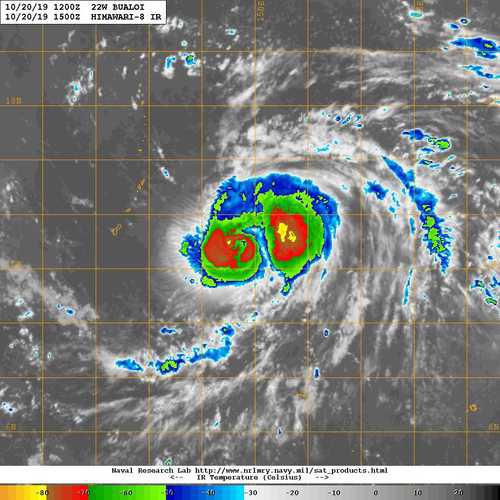 10/20/19 1200Z 22W BUALOI
10/20/19 1500Z HIMAWARI-8 IR
Naval Research Lab http://www.nrlmry.navy.mil/sat_products.html
<-- IR Temperature (Celsius) -->
-80 -70 -60 -50 -40 -30 -20 -10 0 10 20